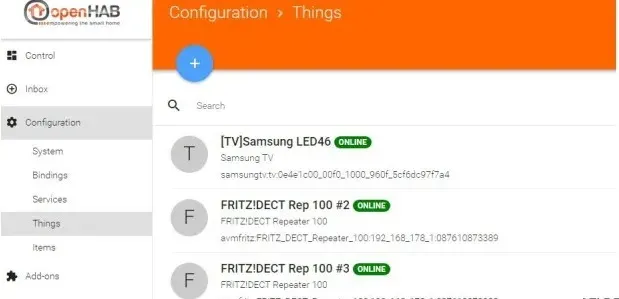 openHAB
empowering the smart home
Configuration › Things
Control
+
Inbox
Search
Configuration
T
[TV]Samsung LED46 ONLINE
Samsung TV
System
samsungtv:tv:0e4e1c00_00f0_1000_960f_5cf6dc97f7a4
Bindings
Services
F
FRITZ!DECT Rep 100 #2 ONLINE
FRITZ!DECT Repeater 100
Things
avmfritz:FRITZ_DECT_Repeater_100:192_168_178_1:087610873389
Items
F
FRITZ!DECT Rep 100 #3 ONLINE
Add-ons
FRITZ!DECT Repeater 100